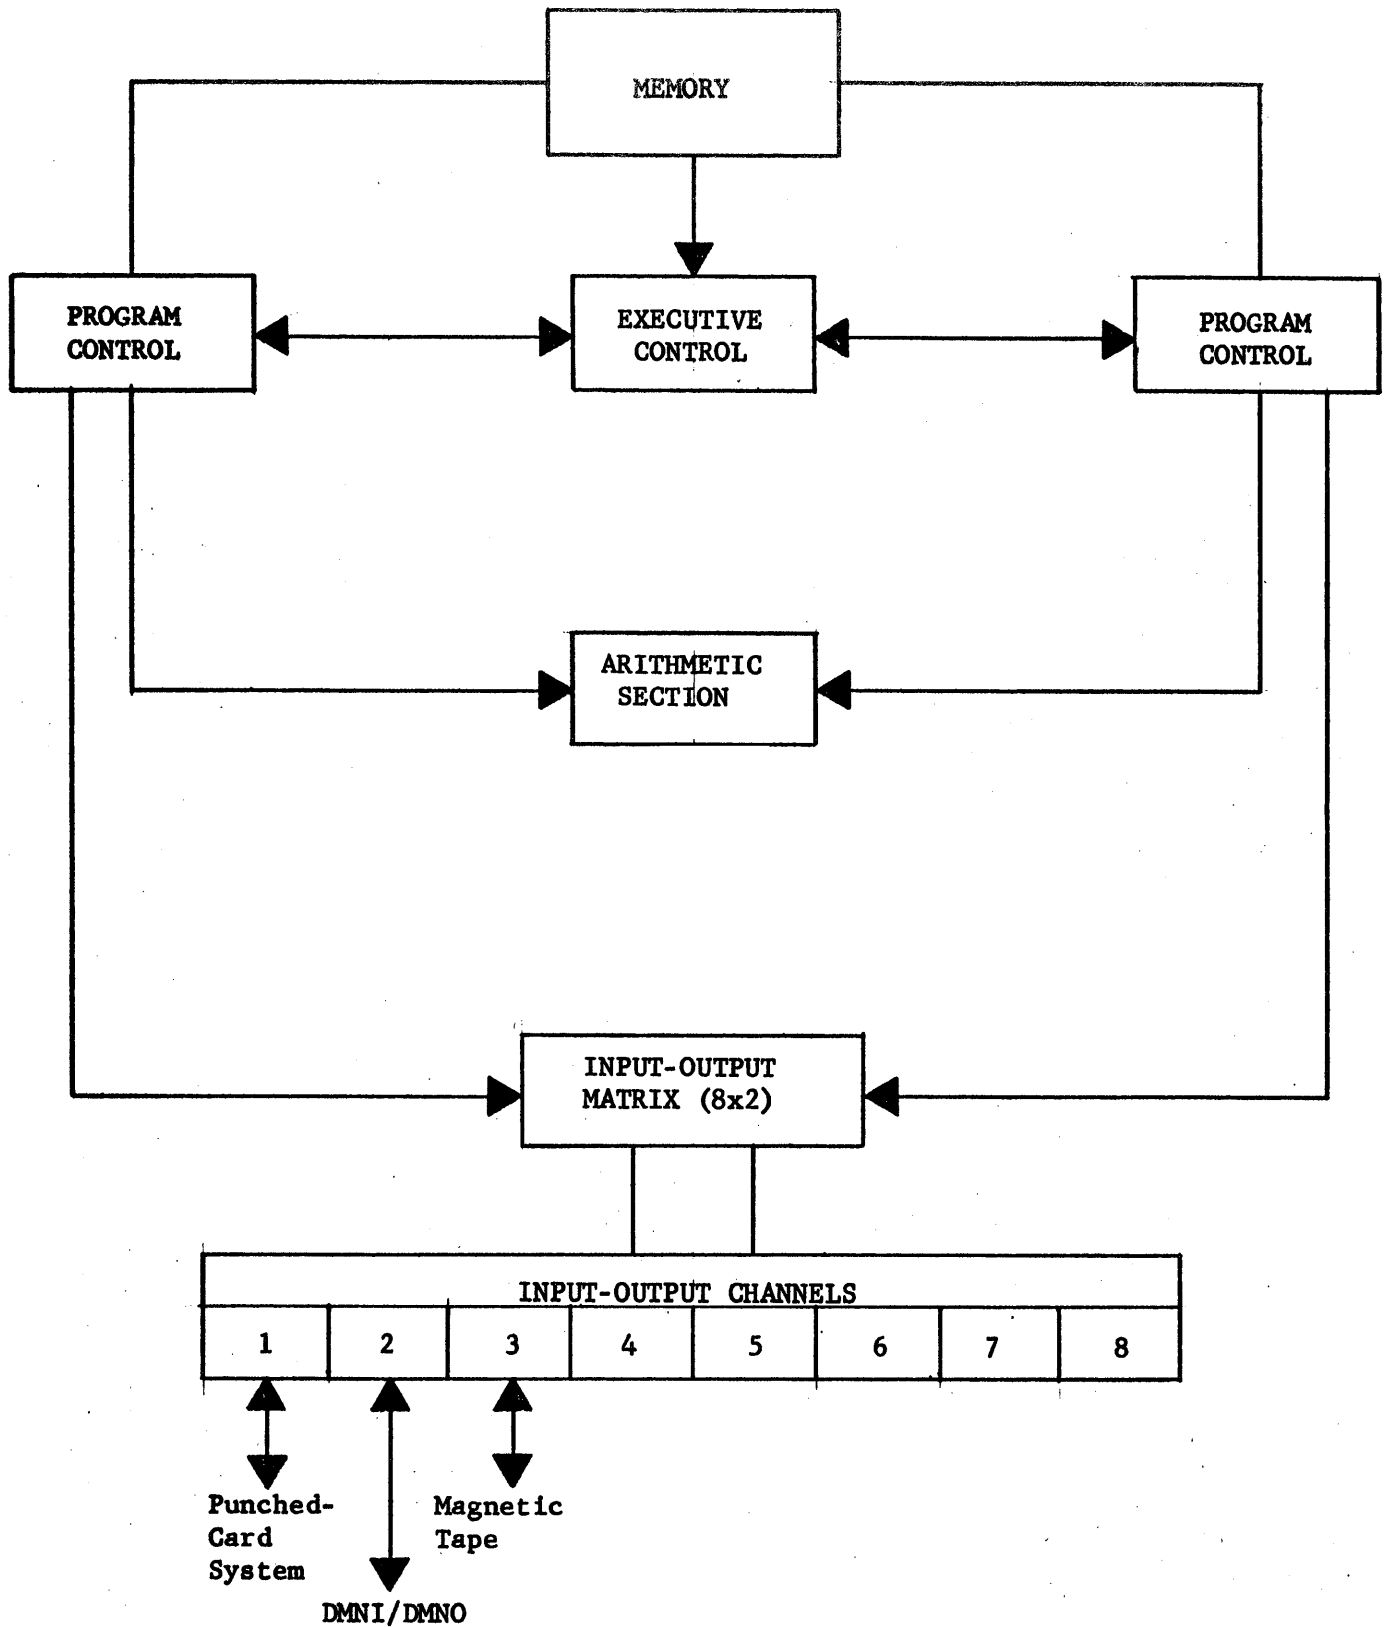 MEMORY
PROGRAM
CONTROL
EXECUTIVE
CONTROL
PROGRAM
CONTROL
ARITHMETIC
SECTION
INPUT-OUTPUT
MATRIX (8x2)
INPUT-OUTPUT CHANNELS
1 2 3 4 5 6 7 8
Punched-
Card
System
Magnetic
Tape
DMNI/DMNO